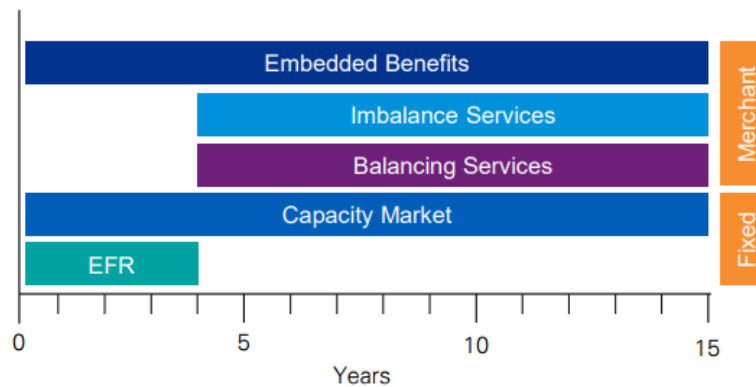 Embedded Benefits
Imbalance Services
Balancing Services
Capacity Market
EFR
Merchant
Fixed
0
5
10
15
Years